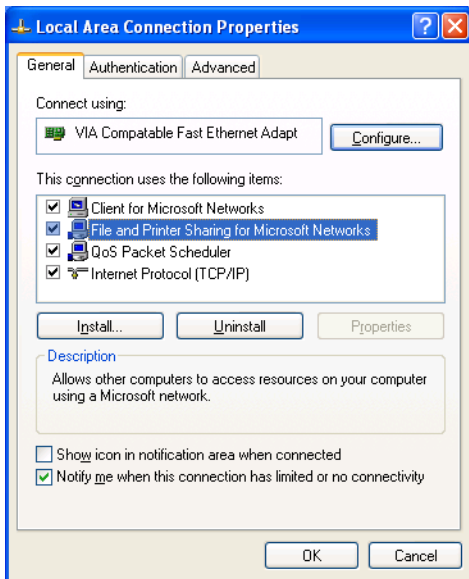 Local Area Connection Properties
General Authentication Advanced
Connect using:
VIA Compatable Fast Ethernet Adapt
Configure...
This connection uses the following items:
Client for Microsoft Networks
File and Printer Sharing for Microsoft Networks
QoS Packet Scheduler
Internet Protocol (TCP/IP)
Install... Uninstall Properties
Description
Allows other computers to access resources on your computer
using a Microsoft network.
Show icon in notification area when connected
Notify me when this connection has limited or no connectivity
OK Cancel